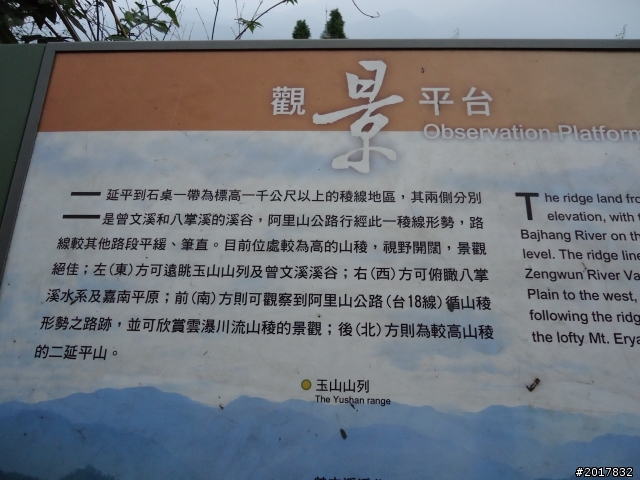 觀景平台
Observation Platform
二延平到石桌一帶為標高一千公尺以上的稜線地區，其兩側分別
是曾文溪和八掌溪的溪谷，阿里山公路行經此一稜線形勢，路
線較其他路段平緩、筆直。目前位處較為高的山稜，視野開闊，景觀
絕佳；左(東)方可遠眺玉山山列及曾文溪溪谷；右(西)方可俯瞰八掌
溪水系及嘉南平原；前(南)方則可觀察到阿里山公路(台18線)循山稜
形勢之路跡，並可欣賞雲瀑川流山稜的景觀；後(北)方則為較高山稜
的二延平山。
The ridge land fro
elevation, with t
Bajhang River on th
level. The ridge line
Zengwun River Va
Plain to the west,
following the ridg
the lofty Mt. Erya
玉山山列
The Yushan range
#2017832